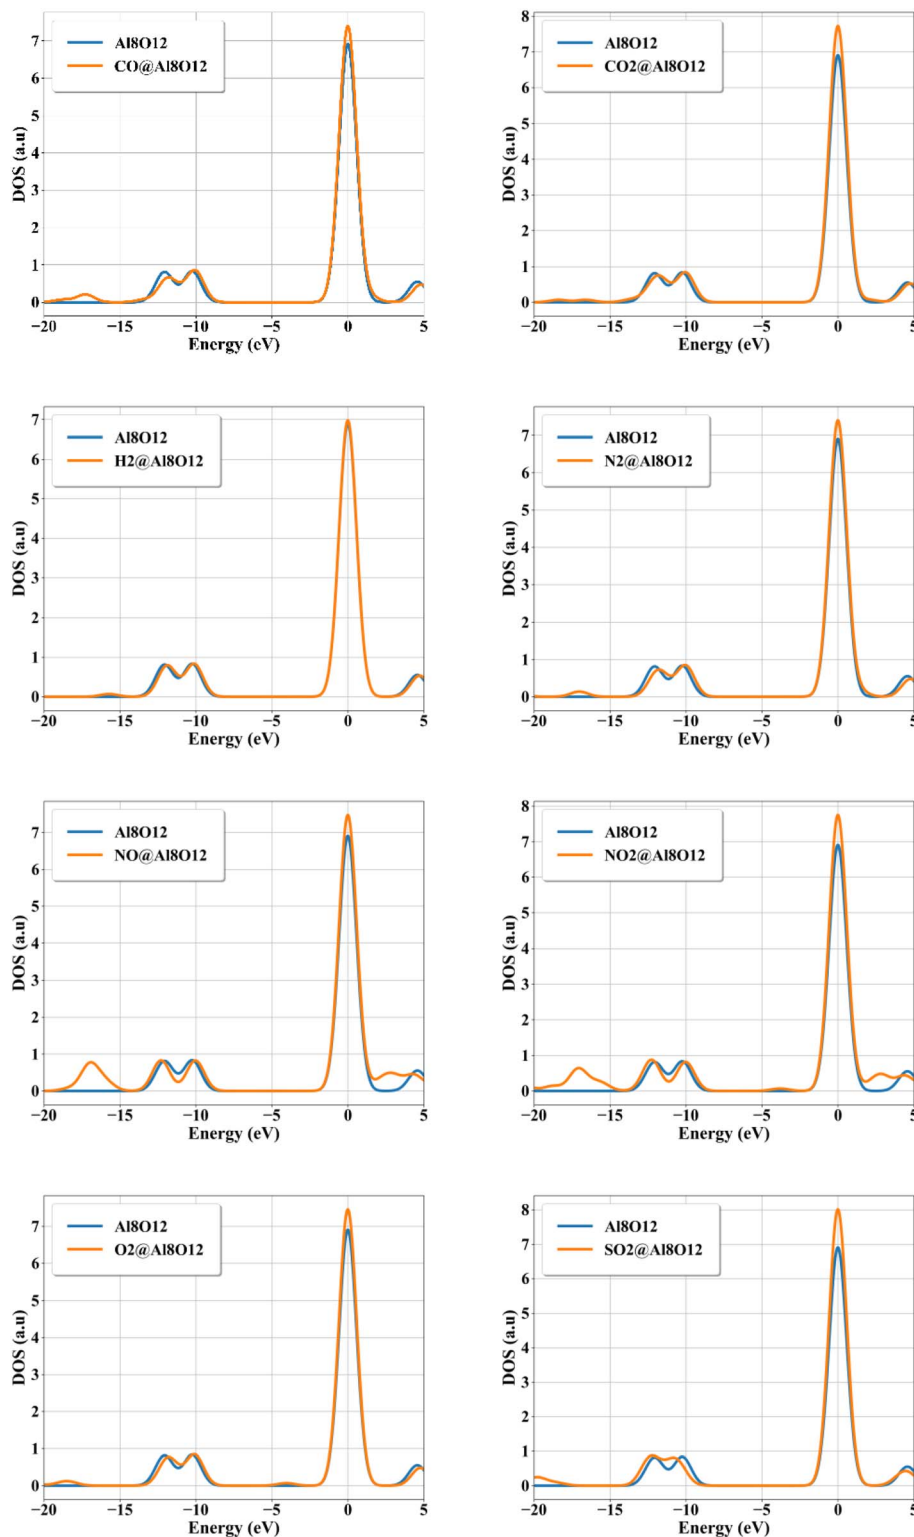 Al8O12
CO@Al8O12
DOS (a.u)
7
6
5
4
3
2
1
0
−20 −15 −10 −5 0 5
Energy (eV)
Al8O12
CO2@Al8O12
DOS (a.u)
8
7
6
5
4
3
2
1
0
−20 −15 −10 −5 0 5
Energy (eV)
Al8O12
H2@Al8O12
DOS (a.u)
7
6
5
4
3
2
1
0
−20 −15 −10 −5 0 5
Energy (eV)
Al8O12
N2@Al8O12
DOS (a.u)
7
6
5
4
3
2
1
0
−20 −15 −10 −5 0 5
Energy (eV)
Al8O12
NO@Al8O12
DOS (a.u)
7
6
5
4
3
2
1
0
−20 −15 −10 −5 0 5
Energy (eV)
Al8O12
NO2@Al8O12
DOS (a.u)
8
7
6
5
4
3
2
1
0
−20 −15 −10 −5 0 5
Energy (eV)
Al8O12
O2@Al8O12
DOS (a.u)
7
6
5
4
3
2
1
0
−20 −15 −10 −5 0 5
Energy (eV)
Al8O12
SO2@Al8O12
DOS (a.u)
8
7
6
5
4
3
2
1
0
−20 −15 −10 −5 0 5
Energy (eV)